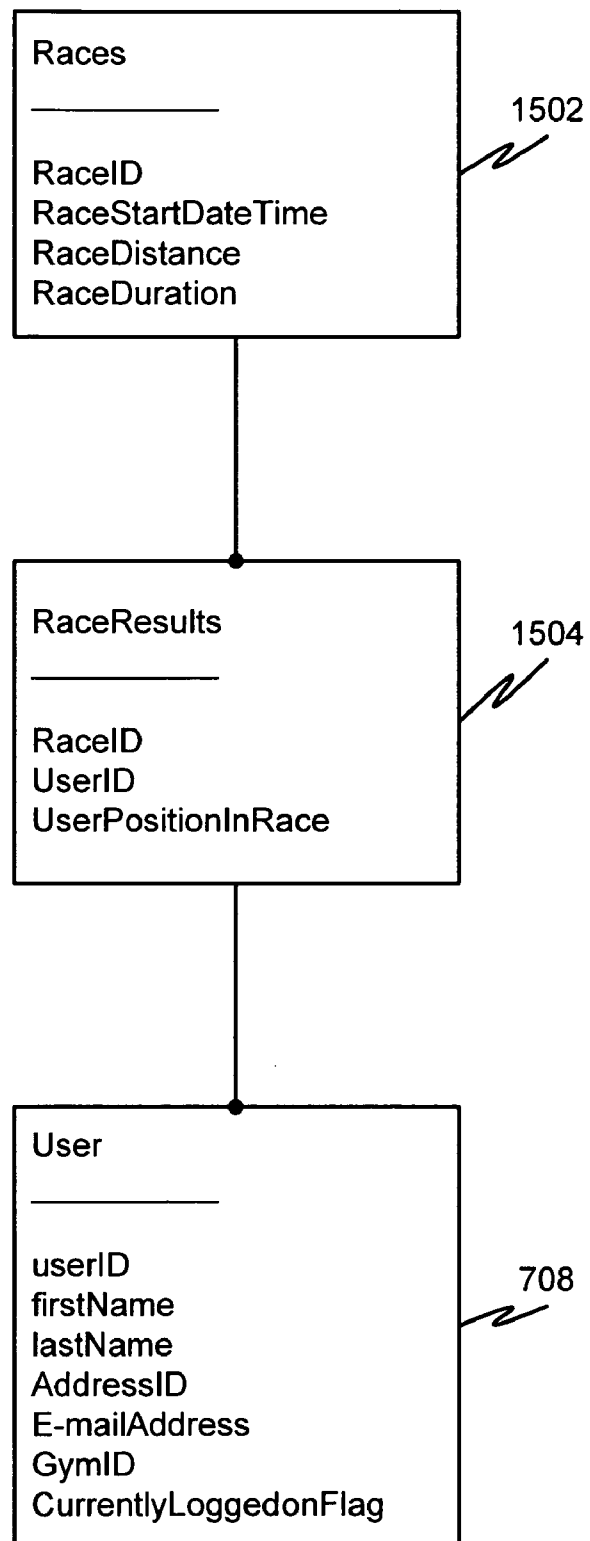 Races
1502
RaceID
RaceStartDateTime
RaceDistance
RaceDuration
RaceResults
1504
RaceID
UserID
UserPositionInRace
User
708
userID
firstName
lastName
AddressID
E-mailAddress
GymID
CurrentlyLoggedonFlag